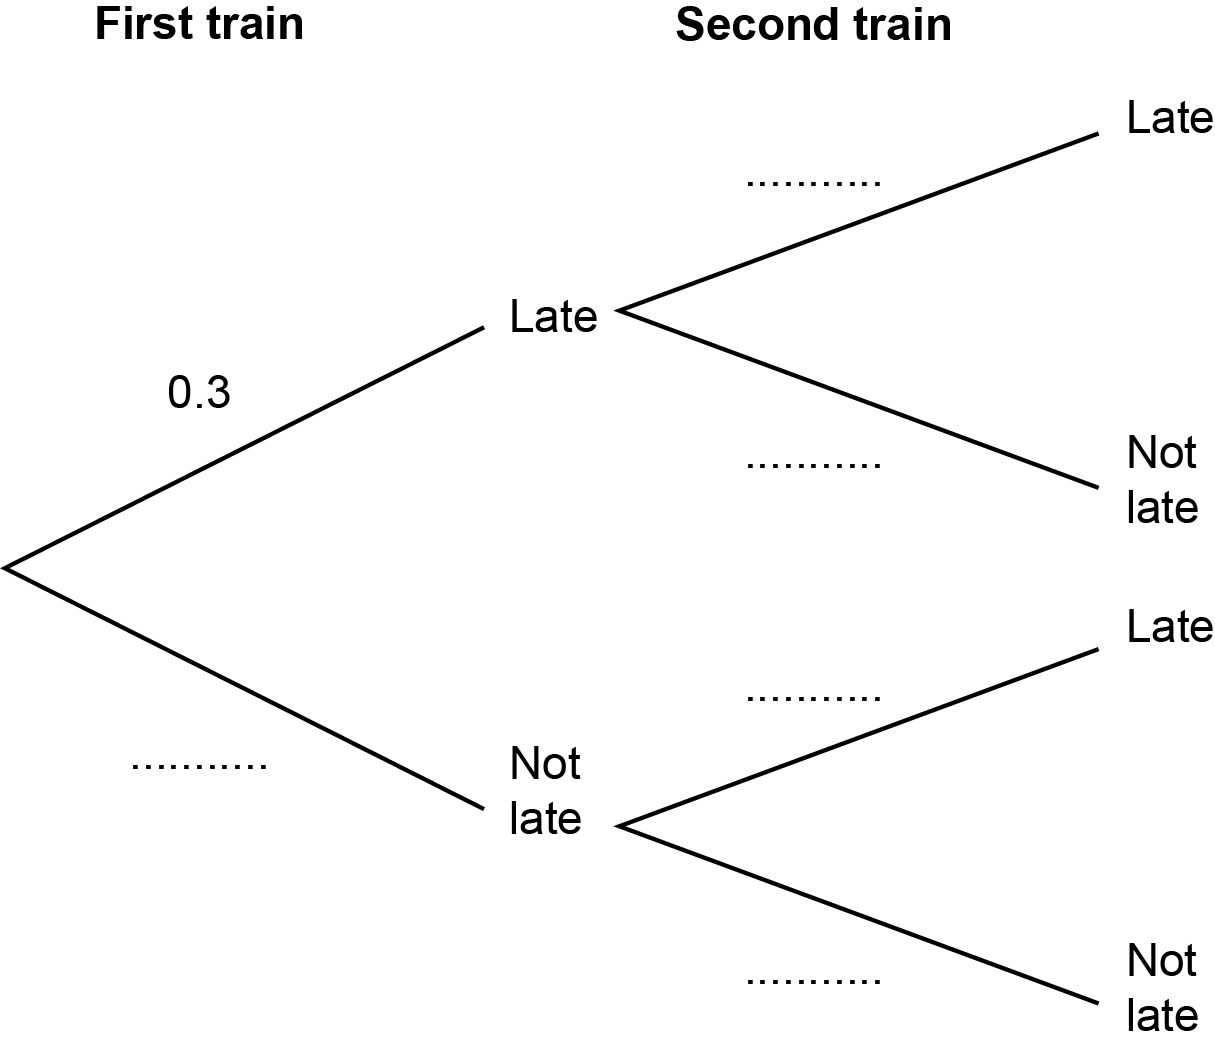 First train
Second train
Late
...........
Late
0.3
...........
Not
late
Late
...........
Not
late
...........
...........
Not
late